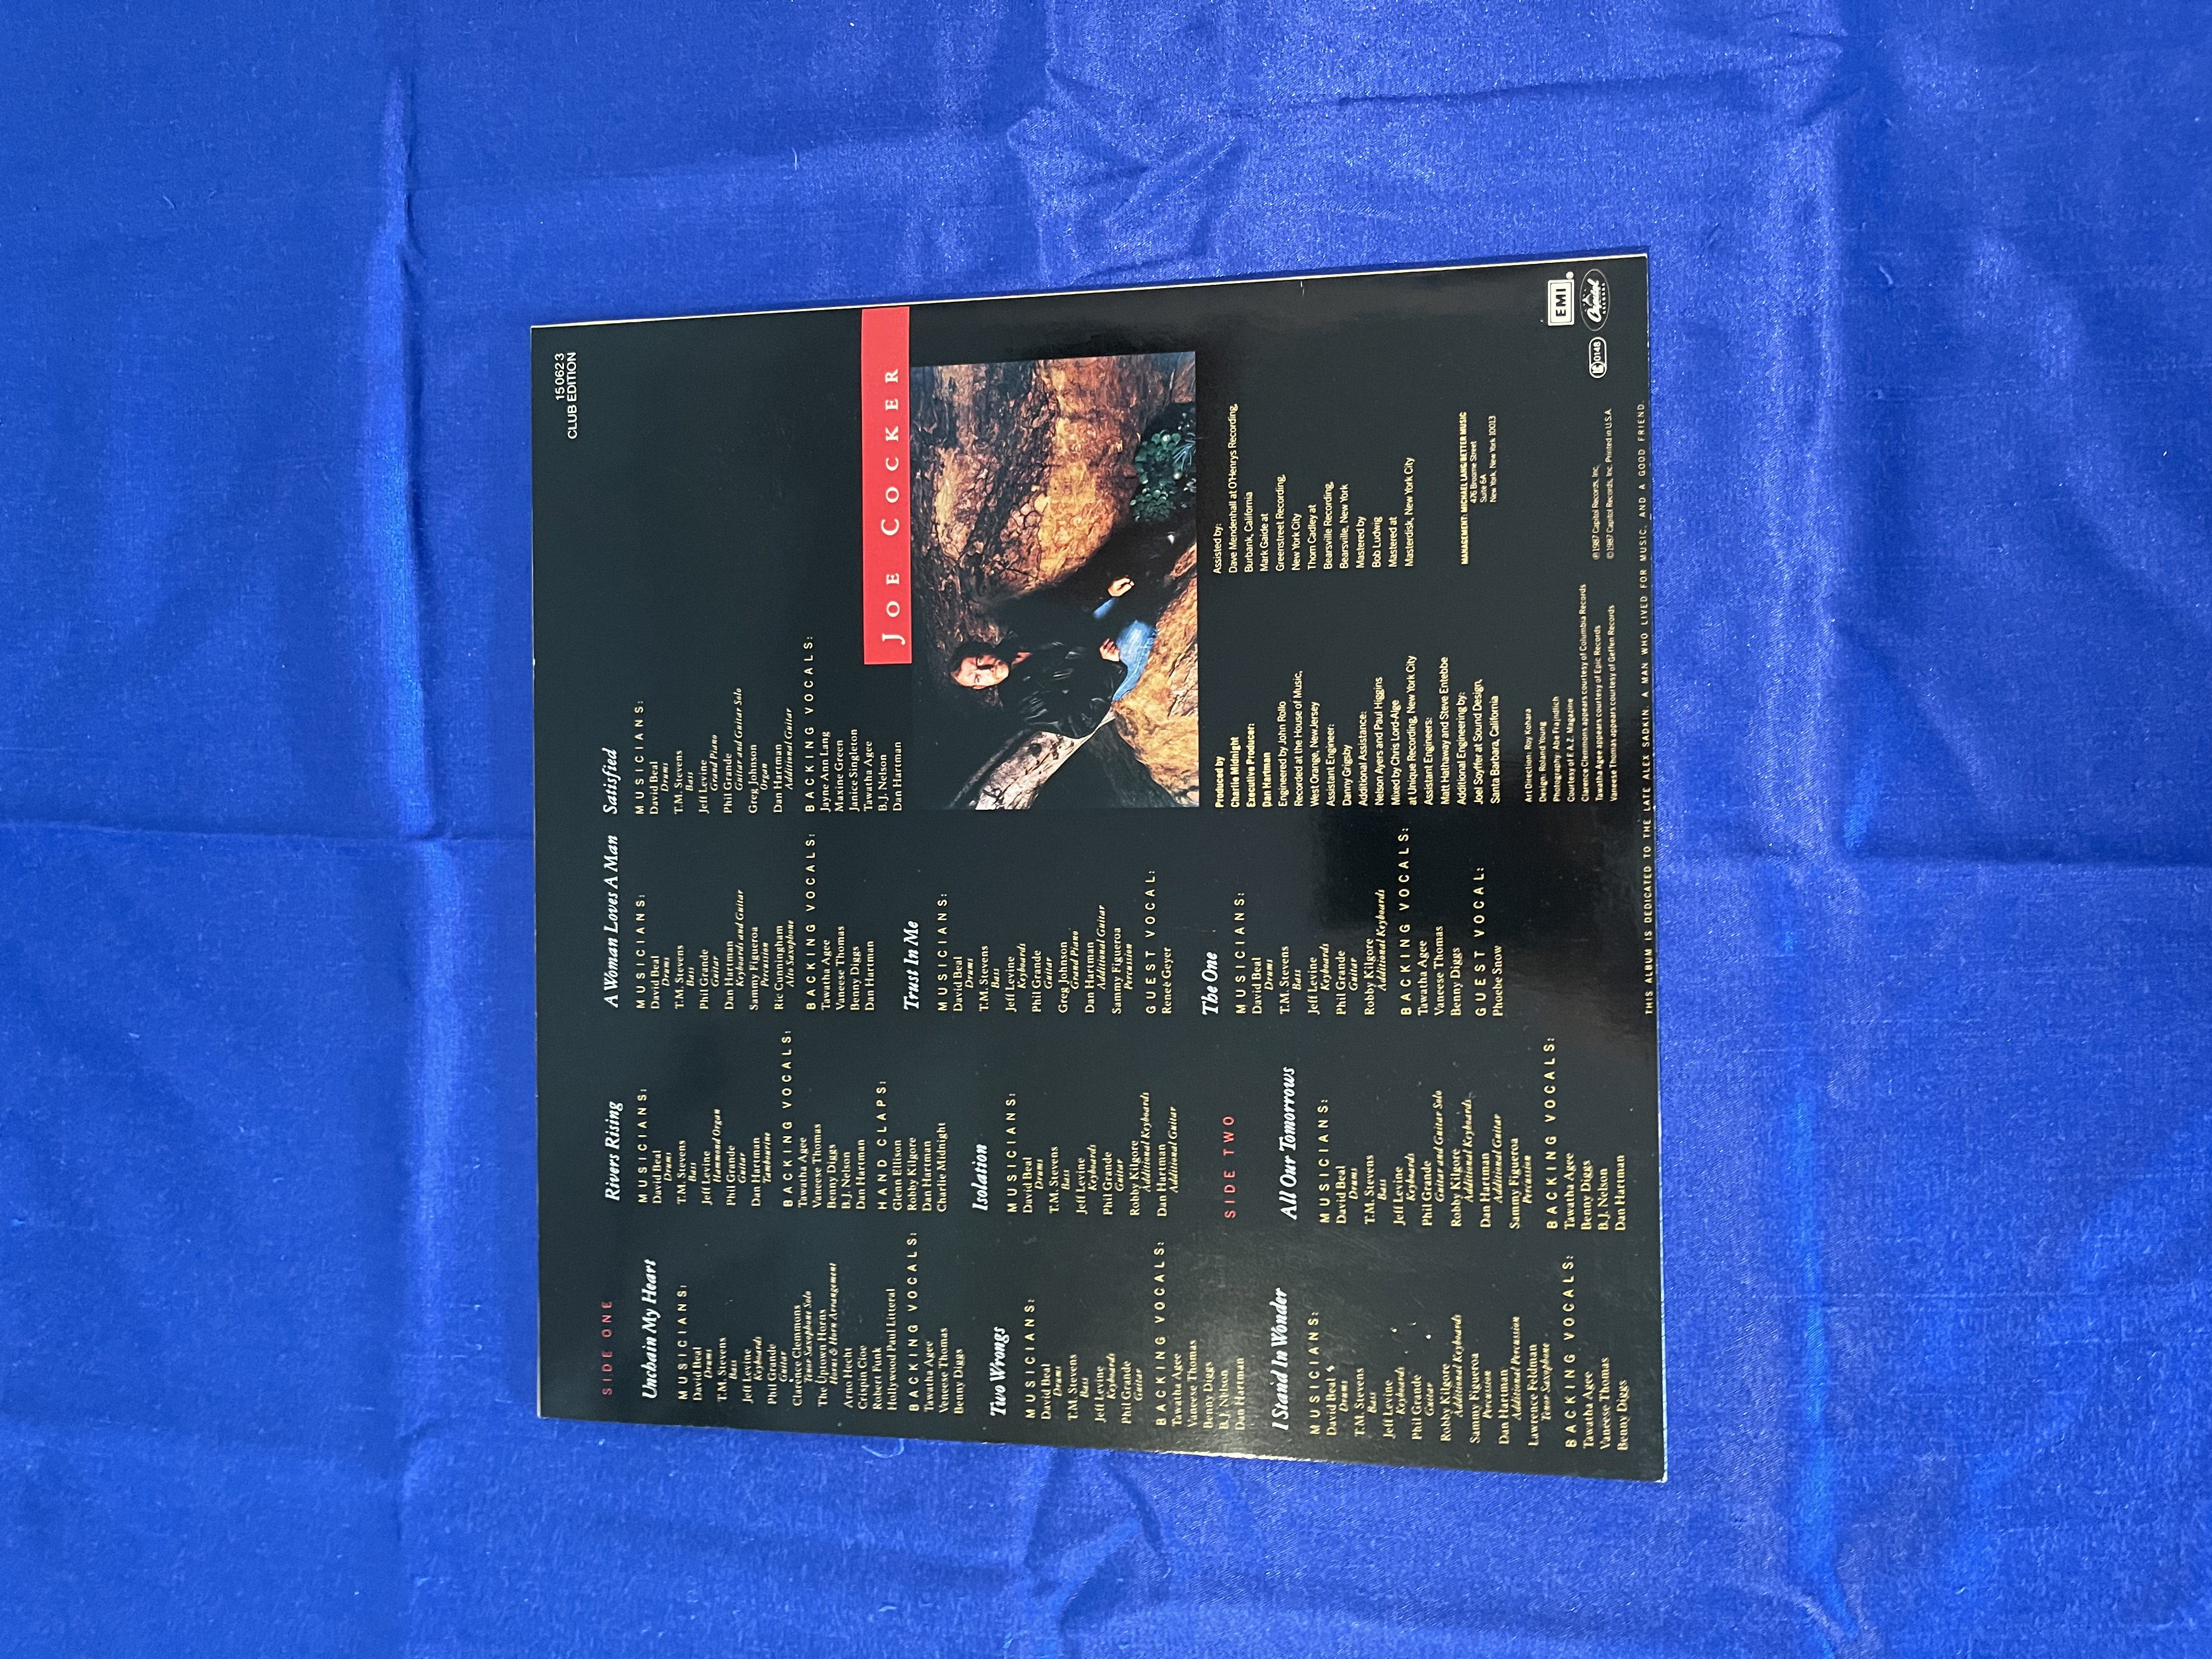 15 0623
CLUB EDITION
SIDE ONE
Unchain My Heart
MUSICIANS:
David Beal
Drums
T.M. Stevens
Bass
Jeff Levine
Keyboards
Phil Grande
Guitar
Clarence Clemmons
Tenor Saxophone Solo
The Uptown Horns
Horns & Horn Arrangement
Arno Hecht
Crispin Cioe
Robert Funk
Hollywood Paul Litteral
BACKING VOCALS:
Tawatha Agee
Veneese Thomas
Benny Diggs
Two Wrongs
MUSICIANS:
David Beal
Drums
T.M. Stevens
Bass
Jeff Levine
Keyboards
Phil Grande
Guitar
BACKING VOCALS:
Tawatha Agee
Vaneese Thomas
Benny Diggs
B.J. Nelson
Dan Hartman
I Stand In Wonder
MUSICIANS:
David Beal
Drums
T.M. Stevens
Bass
Jeff Levine
Keyboards
Phil Grande
Guitar
Robby Kilgore
Additional Keyboards
Sammy Figueroa
Percussion
Dan Hartman
Additional Percussion
Lawrence Feldman
Tenor Saxophone
BACKING VOCALS:
Tawatha Agee
Vaneese Thomas
Benny Diggs
Rivers Rising
MUSICIANS:
David Beal
Drums
T.M. Stevens
Bass
Jeff Levine
Hammond Organ
Phil Grande
Guitar
Dan Hartman
Tambourine
BACKING VOCALS:
Tawatha Agee
Vaneese Thomas
Benny Diggs
B.J. Nelson
Dan Hartman
HAND CLAPS:
Glenn Ellison
Robby Kilgore
Dan Hartman
Charlie Midnight
Isolation
MUSICIANS:
David Beal
Drums
T.M. Stevens
Bass
Jeff Levine
Keyboards
Phil Grande
Guitar
Robby Kilgore
Additional Keyboards
Dan Hartman
Additional Guitar
SIDE TWO
All Our Tomorrows
MUSICIANS:
David Beal
Drums
T.M. Stevens
Bass
Jeff Levine
Keyboards
Phil Grande
Guitar and Guitar Solo
Robby Kilgore
Additional Keyboards
Dan Hartman
Additional Guitar
Sammy Figueroa
Percussion
BACKING VOCALS:
Tawatha Agee
Benny Diggs
B.J. Nelson
Dan Hartman
A Woman Loves A Man
MUSICIANS:
David Beal
Drums
T.M. Stevens
Bass
Phil Grande
Guitar
Dan Hartman
Keyboards and Guitar
Sammy Figueroa
Percussion
Ric Cunningham
Alto Saxophone
BACKING VOCALS:
Tawatha Agee
Vaneese Thomas
Benny Diggs
Dan Hartman
Trust In Me
MUSICIANS:
David Beal
Drums
T.M. Stevens
Bass
Jeff Levine
Keyboards
Phil Grande
Guitar
Greg Johnson
Grand Piano
Dan Hartman
Additional Guitar
Sammy Figueroa
Percussion
GUEST VOCAL:
Reneé Geyer
The One
MUSICIANS:
David Beal
Drums
T.M. Stevens
Bass
Jeff Levine
Keyboards
Phil Grande
Guitar
Robby Kilgore
Additional Keyboards
BACKING VOCALS:
Tawatha Agee
Vaneese Thomas
Benny Diggs
GUEST VOCAL:
Phoebe Snow
Satisfied
MUSICIANS:
David Beal
Drums
T.M. Stevens
Bass
Jeff Levine
Grand Piano
Phil Grande
Guitar and Guitar Solo
Greg Johnson
Organ
Dan Hartman
Additional Guitar
BACKING VOCALS:
Jayne Ann Lang
Maxine Green
Janice Singleton
Tawatha Agee
B.J. Nelson
Dan Hartman
JOE COCKER
Produced by
Charlie Midnight
Executive Producer:
Dan Hartman
Engineered by John Rollo
Recorded at the House of Music,
West Orange, New Jersey
Assistant Engineer:
Danny Grigsby
Additional Assistance:
Nelson Ayers and Paul Higgins
Mixed by Chris Lord-Alge
at Unique Recording, New York City
Assistant Engineers:
Matt Hathaway and Steve Entebbe
Additional Engineering by:
Joel Soyffer at Sound Design,
Santa Barbara, California
Art Direction: Roy Kohara
Design: Roland Young
Photography: Abe Frajndlich
Courtesy of F.A.Z. Magazine
Clarence Clemmons appears courtesy of Columbia Records
Tawatha Agee appears courtesy of Epic Records
Vaneese Thomas appears courtesy of Geffen Records
Assisted by:
Dave Mendenhall at O'Henrys Recording,
Burbank, California
Mark Gaide at
Greenstreet Recording,
New York City
Thom Cadley at
Bearsville Recording,
Bearsville, New York
Mastered by
Bob Ludwig
Mastered at
Masterdisk, New York City
MANAGEMENT: MICHAEL LANG/BETTER MUSIC
476 Broome Street
Suite 6A
New York, New York 10013
℗ 1987 Capitol Records, Inc.
© 1987 Capitol Records, Inc. Printed in U.S.A.
EMI
LC 0148
Capitol
RECORDS
THIS ALBUM IS DEDICATED TO THE LATE ALEX SADKIN. A MAN WHO LIVED FOR MUSIC, AND A GOOD FRIEND.